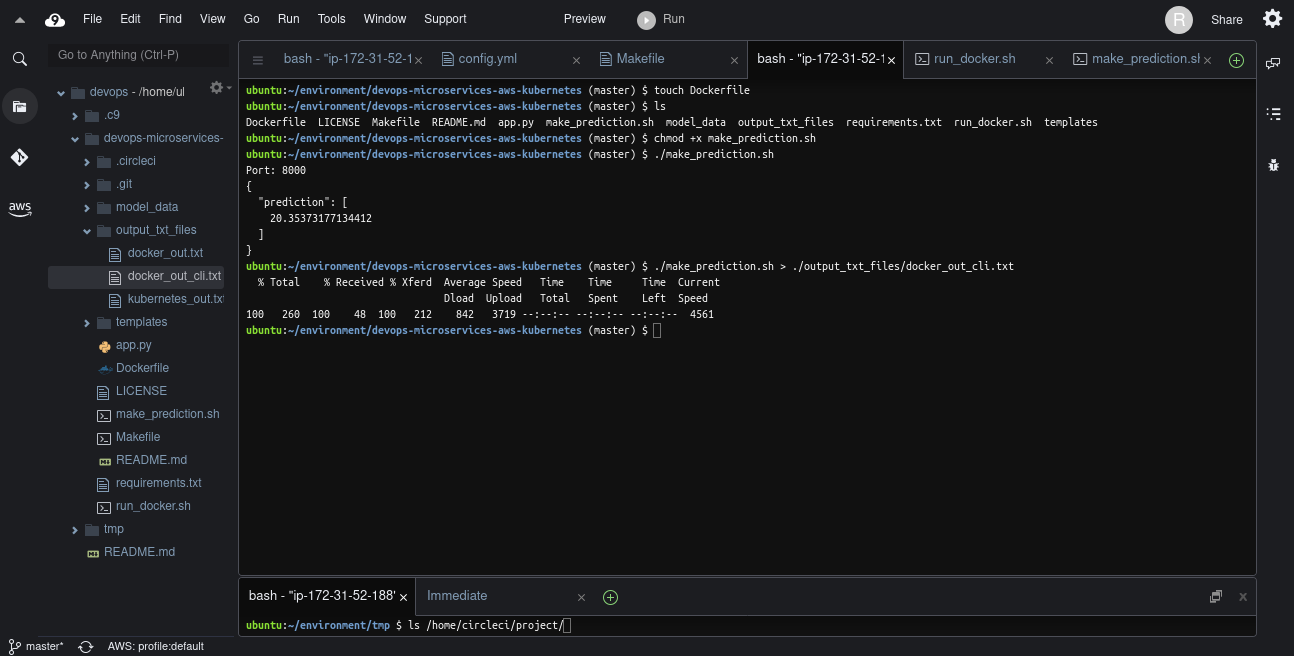 File Edit Find View Go Run Tools Window Support Preview Run R Share
Go to Anything (Ctrl-P)
bash - "ip-172-31-52-1 × config.yml × Makefile × bash - "ip-172-31-52-1 × run_docker.sh × make_prediction.sh ×
devops - /home/ul
.c9
devops-microservices-
.circleci
.git
model_data
output_txt_files
docker_out.txt
docker_out_cli.txt
kubernetes_out.txt
templates
app.py
Dockerfile
LICENSE
make_prediction.sh
Makefile
README.md
requirements.txt
run_docker.sh
tmp
README.md
aws
ubuntu:~/environment/devops-microservices-aws-kubernetes (master) $ touch Dockerfile
ubuntu:~/environment/devops-microservices-aws-kubernetes (master) $ ls
Dockerfile LICENSE Makefile README.md app.py make_prediction.sh model_data output_txt_files requirements.txt run_docker.sh templates
ubuntu:~/environment/devops-microservices-aws-kubernetes (master) $ chmod +x make_prediction.sh
ubuntu:~/environment/devops-microservices-aws-kubernetes (master) $ ./make_prediction.sh
Port: 8000
{
"prediction": [
20.35373177134412
]
}
ubuntu:~/environment/devops-microservices-aws-kubernetes (master) $ ./make_prediction.sh > ./output_txt_files/docker_out_cli.txt
% Total % Received % Xferd Average Speed Time Time Time Current
Dload Upload Total Spent Left Speed
100 260 100 48 100 212 842 3719 --:--:-- --:--:-- --:--:-- 4561
ubuntu:~/environment/devops-microservices-aws-kubernetes (master) $
bash - "ip-172-31-52-188" × Immediate ×
ubuntu:~/environment/tmp $ ls /home/circleci/project/
master* AWS: profile:default